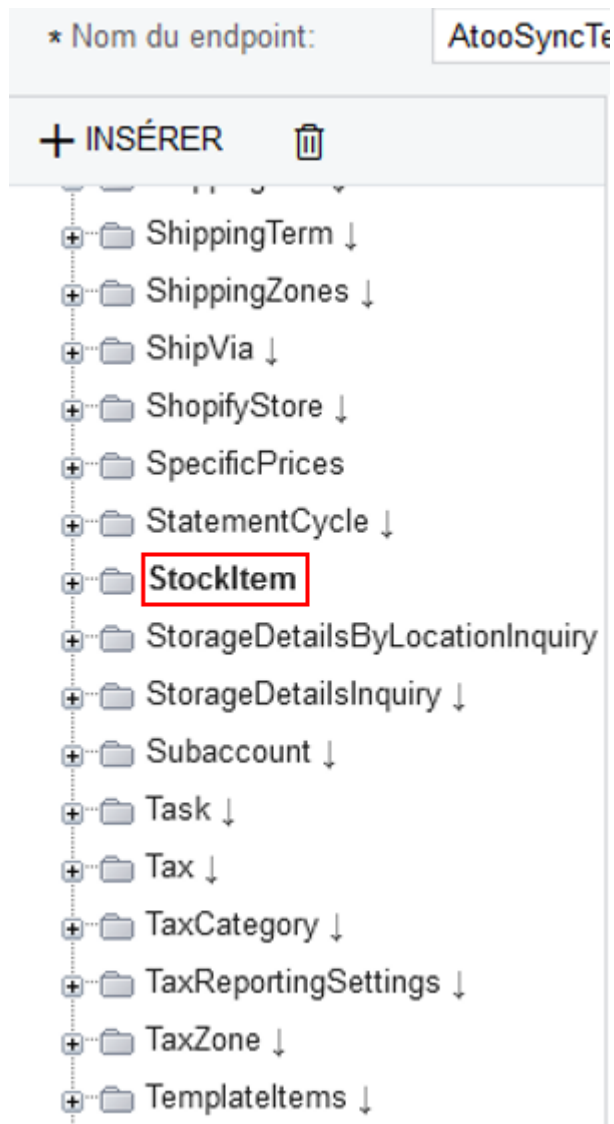 * Nom du endpoint: AtooSyncTe
+ INSÉRER
ShippingTerm ↓
ShippingZones ↓
ShipVia ↓
ShopifyStore ↓
SpecificPrices
StatementCycle ↓
StockItem
StorageDetailsByLocationInquiry
StorageDetailsInquiry ↓
Subaccount ↓
Task ↓
Tax ↓
TaxCategory ↓
TaxReportingSettings ↓
TaxZone ↓
TemplateItems ↓